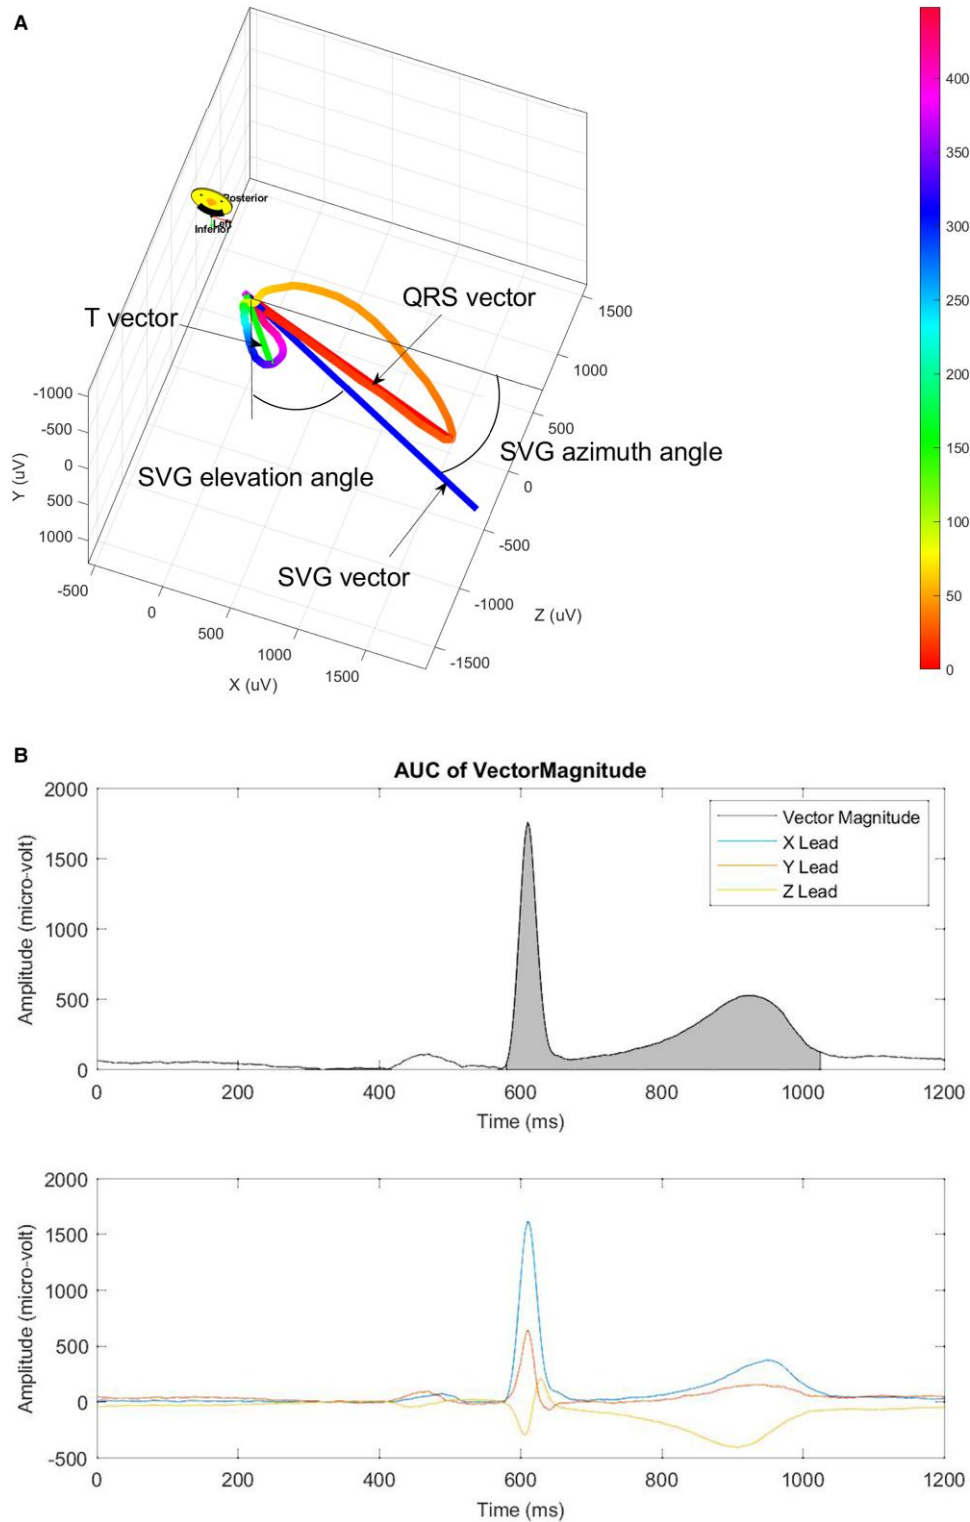 A
Posterior
Left
Inferior
QRS vector
T vector
SVG azimuth angle
SVG elevation angle
SVG vector
-1000
-500
0
500
1000
Y (uV)
-500
0
500
1000
1500
X (uV)
1500
1000
500
0
-500
-1000
-1500
Z (uV)
400
350
300
250
200
150
100
50
0
B
AUC of VectorMagnitude
2000
1500
1000
500
0
Amplitude (micro-volt)
Vector Magnitude
X Lead
Y Lead
Z Lead
0 200 400 600 800 1000 1200
Time (ms)
2000
1500
1000
500
0
-500
Amplitude (micro-volt)
0 200 400 600 800 1000 1200
Time (ms)